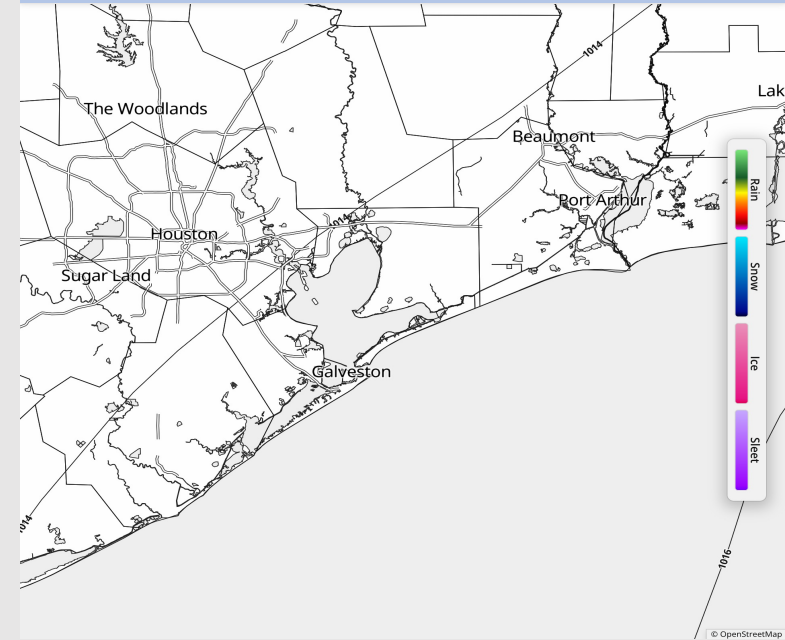 1014
Lak
The Woodlands
Beaumont
Rain
Port Arthur
1014
Houston
Sugar Land
Snow
Ice
Galveston
Sleet
1014
1016
© OpenStreetMap